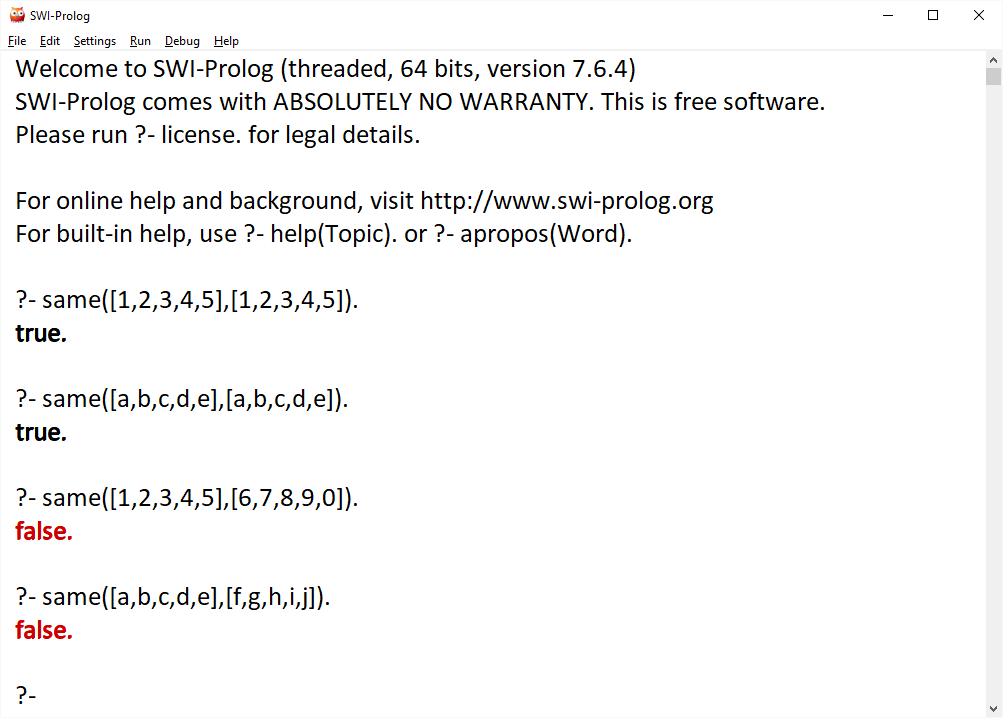 SWI-Prolog
File Edit Settings Run Debug Help
Welcome to SWI-Prolog (threaded, 64 bits, version 7.6.4)
SWI-Prolog comes with ABSOLUTELY NO WARRANTY. This is free software.
Please run ?- license. for legal details.
For online help and background, visit http://www.swi-prolog.org
For built-in help, use ?- help(Topic). or ?- apropos(Word).
?- same([1,2,3,4,5],[1,2,3,4,5]).
true.
?- same([a,b,c,d,e],[a,b,c,d,e]).
true.
?- same([1,2,3,4,5],[6,7,8,9,0]).
false.
?- same([a,b,c,d,e],[f,g,h,i,j]).
false.
?-